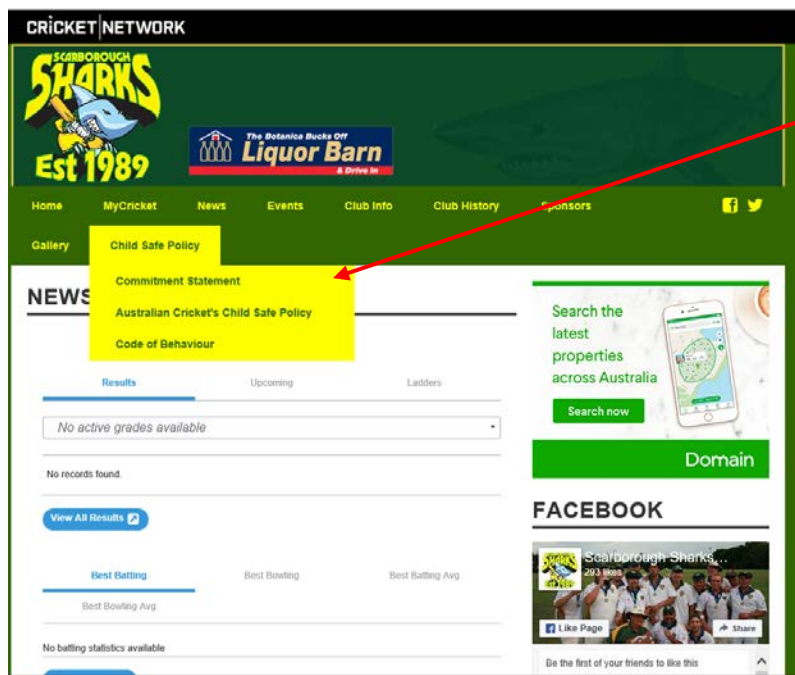 CRICKET NETWORK
SCARBOROUGH
SHARKS
Est 1989
The Botanica Bucks Off
Liquor Barn
& Drive In
Home MyCricket News Events Club Info Club History Sponsors
Gallery Child Safe Policy
Commitment Statement
Australian Cricket's Child Safe Policy
Code of Behaviour
NEWS
Results Upcoming Ladders
No active grades available
No records found.
View All Results
Best Batting Best Bowling Best Batting Avg
Best Bowling Avg
No batting statistics available
Search the
latest
properties
across Australia
Search now
Domain
FACEBOOK
Scarborough Sharks...
293 likes
SHARKS
Est 1989
Like Page Share
Be the first of your friends to like this